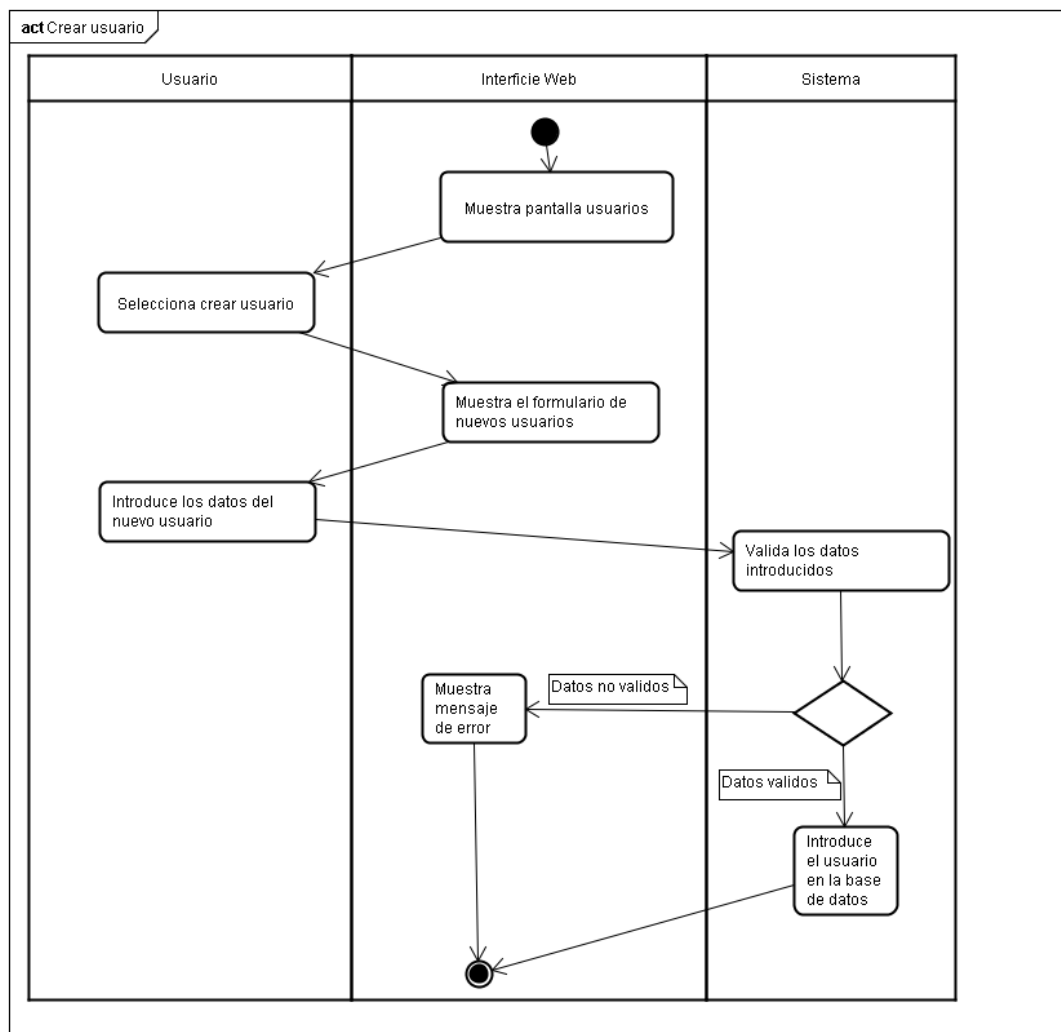 act Crear usuario
Usuario
Interficie Web
Sistema
Muestra pantalla usuarios
Selecciona crear usuario
Muestra el formulario de
nuevos usuarios
Introduce los datos del
nuevo usuario
Valida los datos
introducidos
Datos no validos
Muestra
mensaje
de error
Datos validos
Introduce
el usuario
en la base
de datos